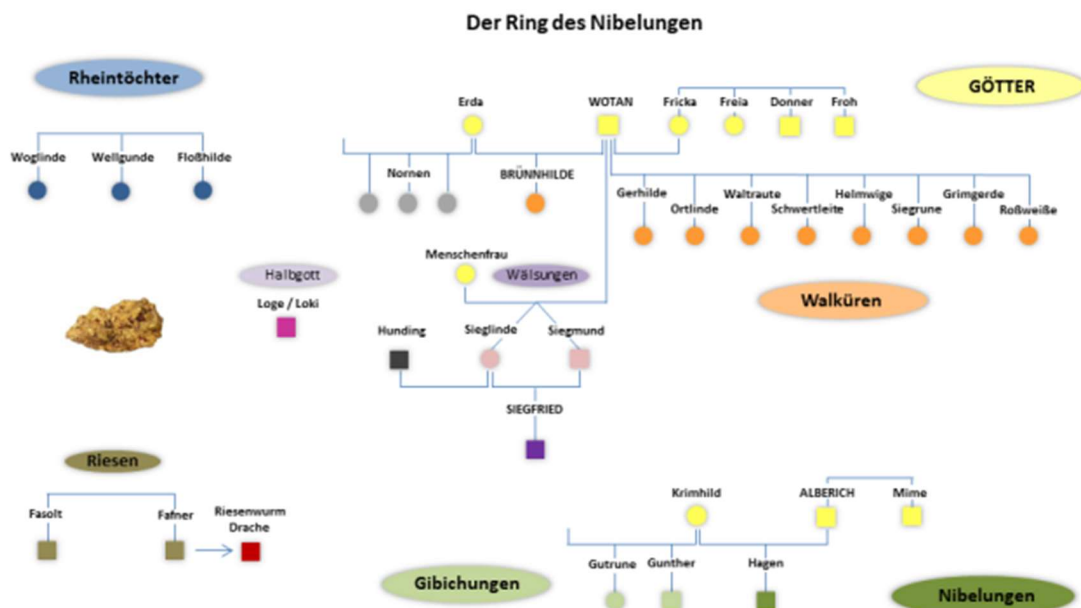 Der Ring des Nibelungen
Rheintöchter
GÖTTER
Erda
WOTAN
Fricka
Freia
Donner
Froh
Woglinde
Wellgunde
Floßhilde
Nornen
BRÜNNHILDE
Gerhilde
Ortlinde
Waltraute
Schwertleite
Helmwige
Siegrune
Grimgerde
Roßweiße
Menschenfrau
Wälsungen
Halbgott
Loge / Loki
Walküren
Hunding
Sieglinde
Siegmund
SIEGFRIED
Riesen
Fasolt
Fafner
Riesenwurm
Drache
Krimhild
ALBERICH
Mime
Gutrune
Gunther
Hagen
Gibichungen
Nibelungen